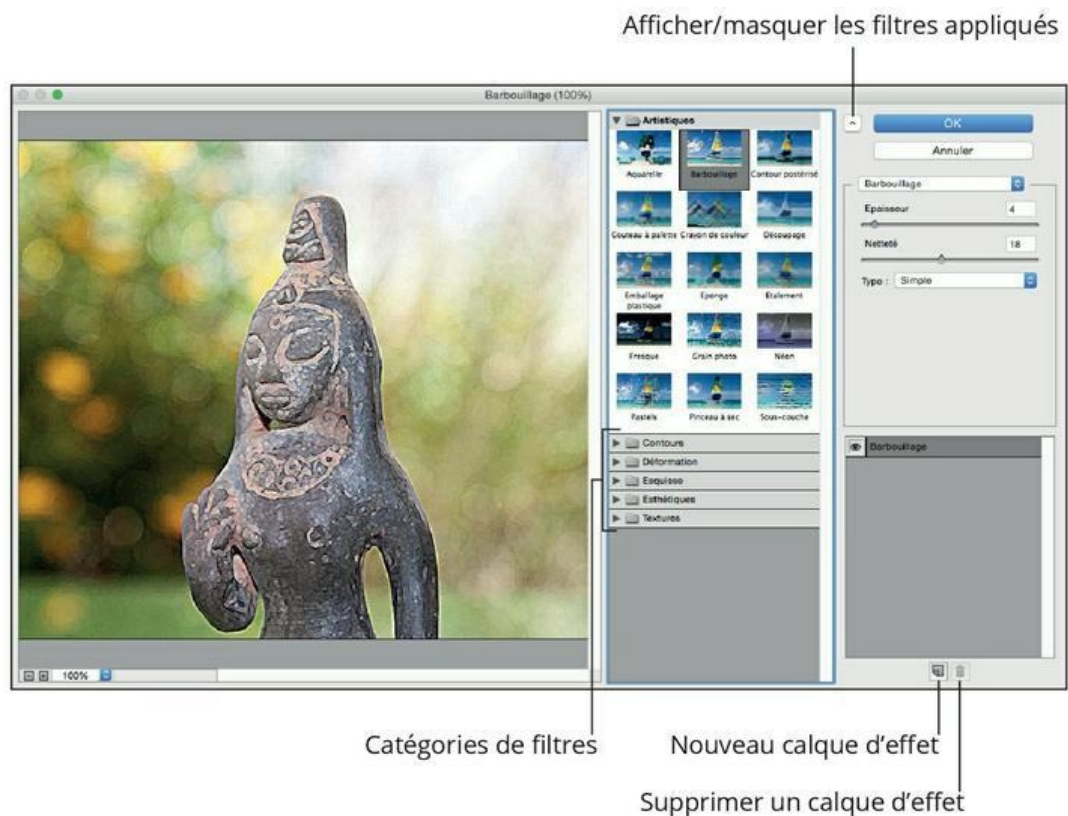 Afficher/masquer les filtres appliqués
Barbouillage (100%)
Artistiques
Aquarelle Barbouillage Contour postérisé
Couteau à palette Crayon de couleur Découpage
Emballage plastique Eponge Etalement
Fresque Grain photo Néon
Pastels Pinceau à sec Sous-couche
Contours
Déformation
Esquisse
Esthétiques
Textures
OK
Annuler
Barbouillage
Epaisseur 4
Netteté 18
Type : Simple
Barbouillage
100%
Catégories de filtres
Nouveau calque d’effet
Supprimer un calque d’effet